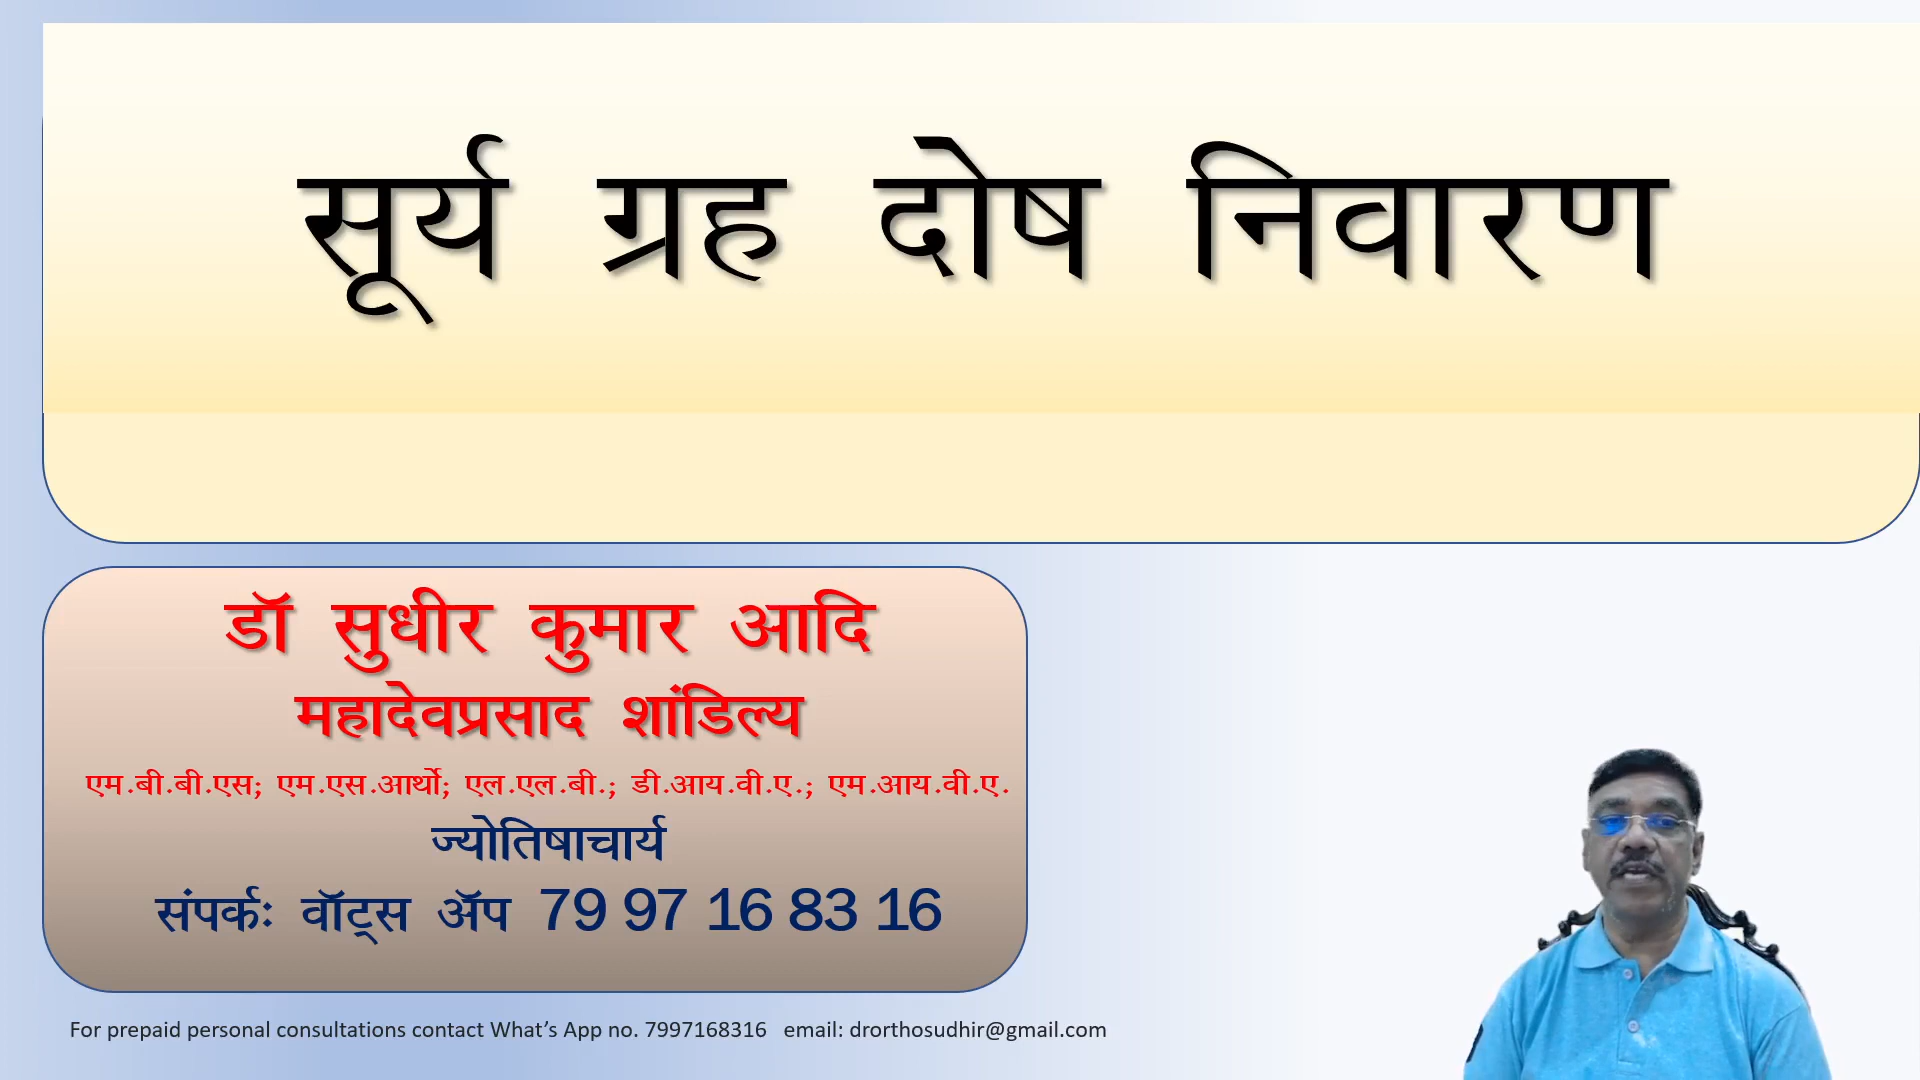 सूर्य ग्रह दोष निवारण
डॉ सुधीर कुमार आदि
महादेवप्रसाद शांडिल्य
एम.बी.बी.एस; एम.एस.आर्थो; एल.एल.बी.; डी.आय.वी.ए.; एम.आय.वी.ए.
ज्योतिषाचार्य
संपर्कः वॉट्स ॲप 79 97 16 83 16
For prepaid personal consultations contact What’s App no. 7997168316 email: drorthosudhir@gmail.com